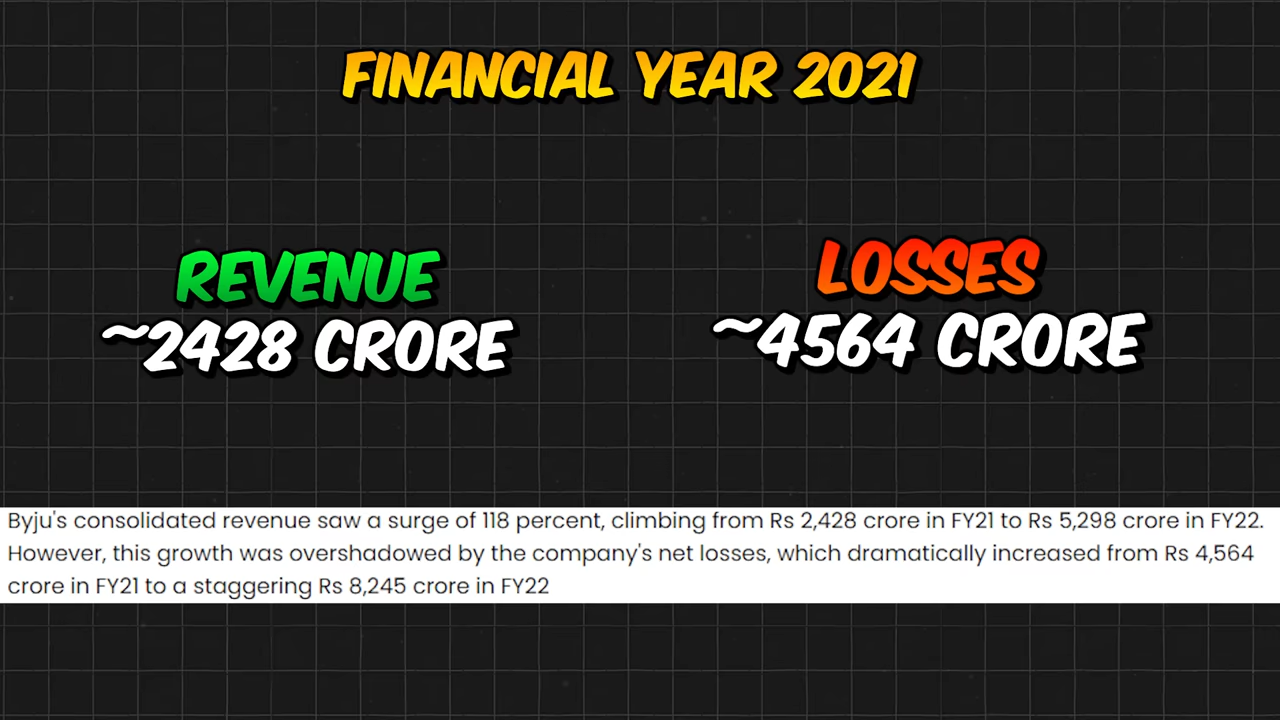 FINANCIAL YEAR 2021
REVENUE
~2428 CRORE
LOSSES
~4564 CRORE
Byju's consolidated revenue saw a surge of 118 percent, climbing from Rs 2,428 crore in FY21 to Rs 5,298 crore in FY22.
However, this growth was overshadowed by the company's net losses, which dramatically increased from Rs 4,564
crore in FY21 to a staggering Rs 8,245 crore in FY22